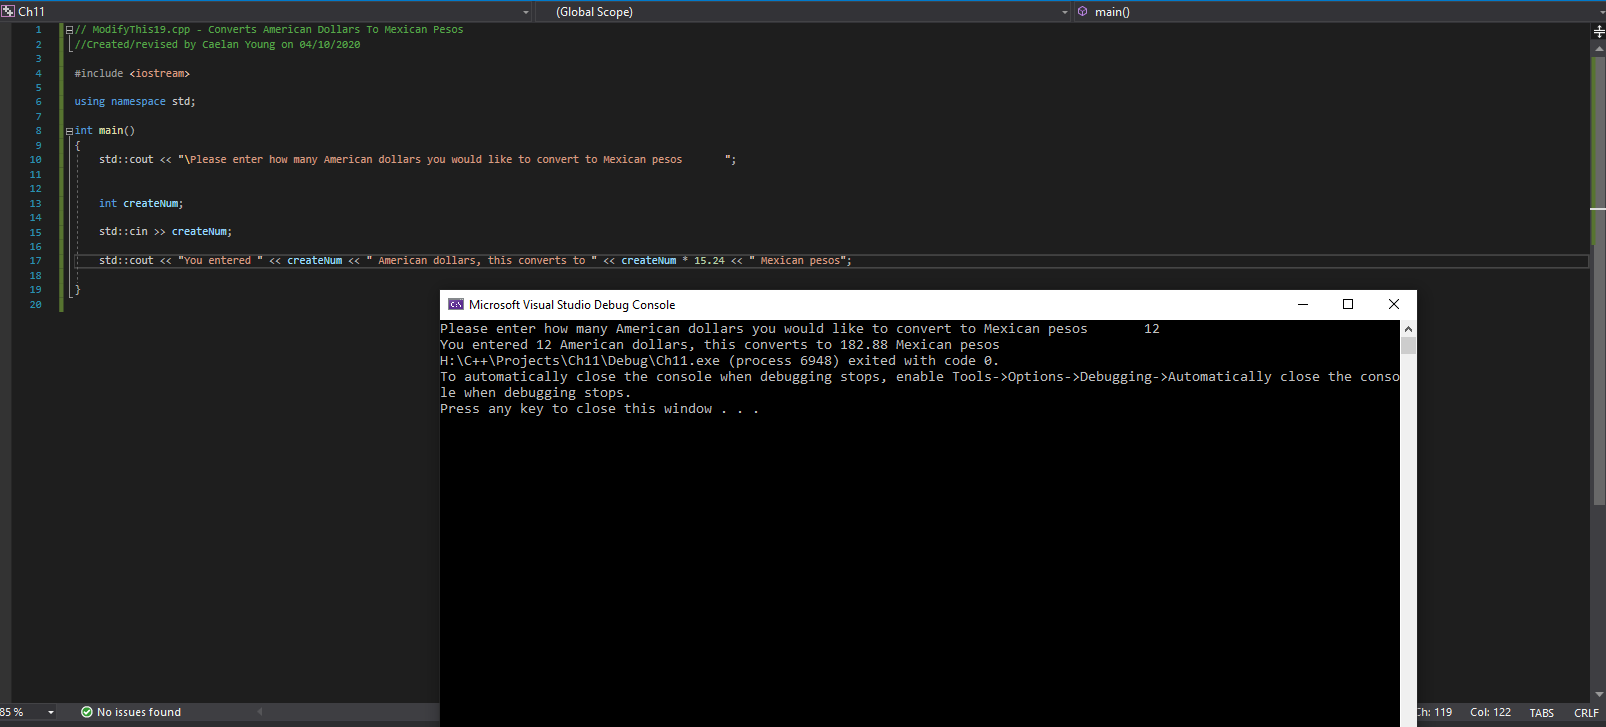 Ch11 (Global Scope) main()
1 // ModifyThis19.cpp - Converts American Dollars To Mexican Pesos
2 //Created/revised by Caelan Young on 04/10/2020
3
4 #include <iostream>
5
6 using namespace std;
7
8 int main()
9 {
10 std::cout << "\Please enter how many American dollars you would like to convert to Mexican pesos       ";
11
12
13 int createNum;
14
15 std::cin >> createNum;
16
17 std::cout << "You entered " << createNum << " American dollars, this converts to " << createNum * 15.24 << " Mexican pesos";
18
19 }
20
Microsoft Visual Studio Debug Console
Please enter how many American dollars you would like to convert to Mexican pesos       12
You entered 12 American dollars, this converts to 182.88 Mexican pesos
H:\C++\Projects\Ch11\Debug\Ch11.exe (process 6948) exited with code 0.
To automatically close the console when debugging stops, enable Tools->Options->Debugging->Automatically close the conso
le when debugging stops.
Press any key to close this window . . .
85 % No issues found Ch: 119 Col: 122 TABS CRLF